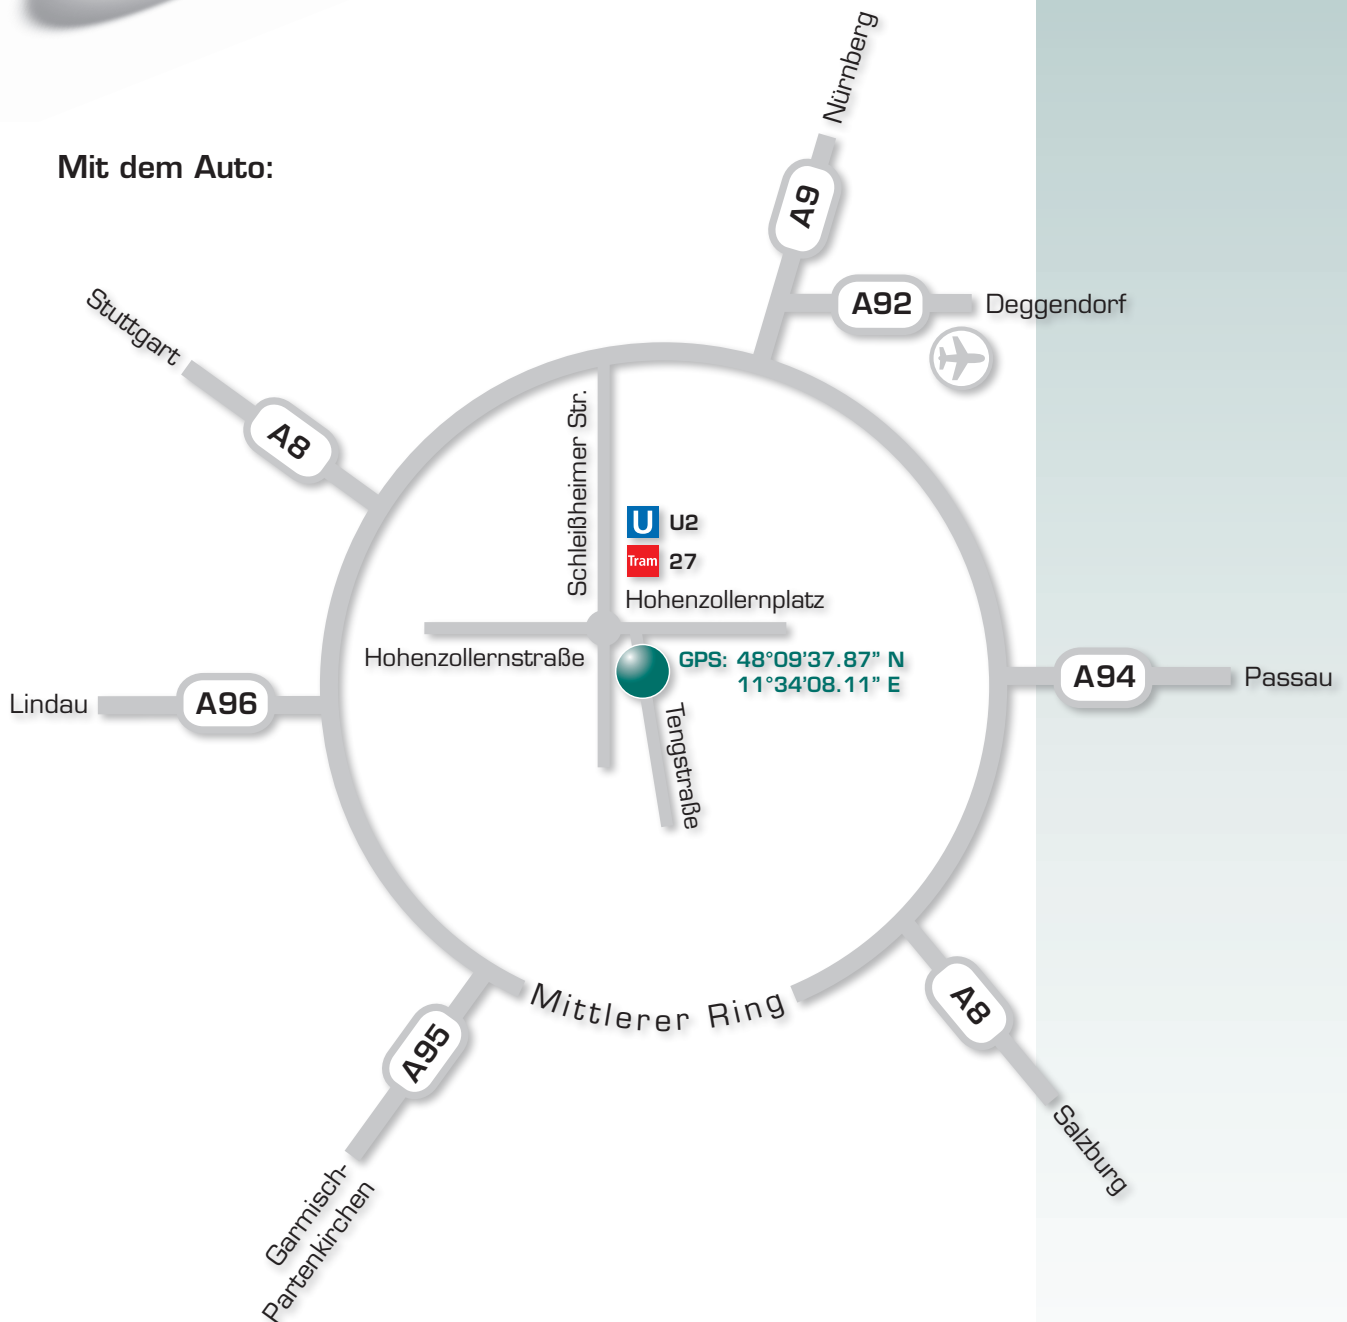 Nürnberg
Mit dem Auto:
A9
A92
Deggendorf
Stuttgart
A8
Schleißheimer Str.
U U2
Tram 27
Hohenzollernplatz
Hohenzollernstraße
GPS: 48°09'37.87” N
11°34'08.11” E
A94
Passau
Lindau
A96
Tengstraße
Mittlerer Ring
A8
A95
Salzburg
Garmisch-
Partenkirchen